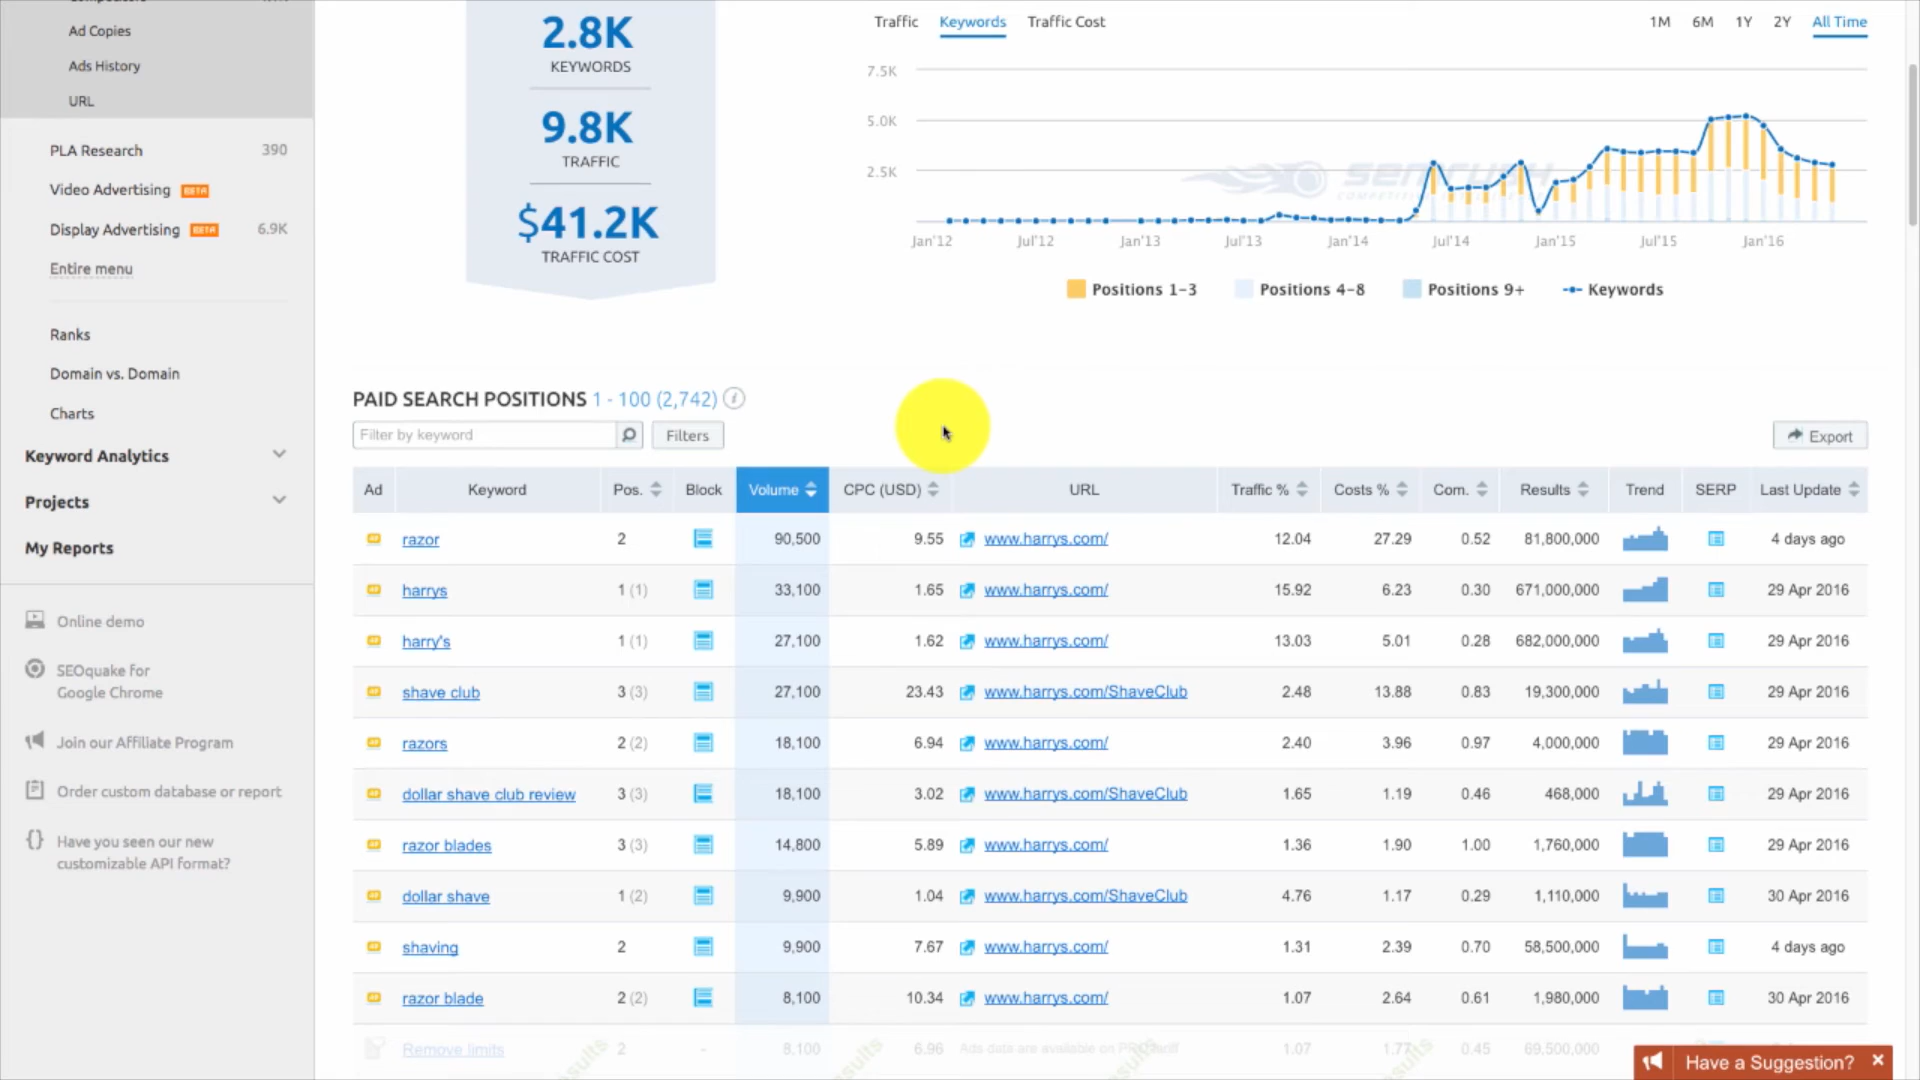 Ad Copies
Ads History
URL
PLA Research 390
Video Advertising BETA
Display Advertising BETA 6.9K
Entire menu
Ranks
Domain vs. Domain
Charts
Keyword Analytics
Projects
My Reports
Online demo
SEOquake for
Google Chrome
Join our Affiliate Program
Order custom database or report
Have you seen our new
customizable API format?
2.8K
KEYWORDS
9.8K
TRAFFIC
$41.2K
TRAFFIC COST
Traffic Keywords Traffic Cost 1M 6M 1Y 2Y All Time
7.5K
5.0K
2.5K
SEMRUSH
Jan'12 Jul'12 Jan'13 Jul'13 Jan'14 Jul'14 Jan'15 Jul'15 Jan'16
Positions 1-3 Positions 4-8 Positions 9+ Keywords
PAID SEARCH POSITIONS 1 - 100 (2,742) i
Filter by keyword Filters Export
Ad Keyword Pos. Block Volume CPC (USD) URL Traffic % Costs % Com. Results Trend SERP Last Update
razor 2 90,500 9.55 www.harrys.com/ 12.04 27.29 0.52 81,800,000 4 days ago
harrys 1 (1) 33,100 1.65 www.harrys.com/ 15.92 6.23 0.30 671,000,000 29 Apr 2016
harry's 1 (1) 27,100 1.62 www.harrys.com/ 13.03 5.01 0.28 682,000,000 29 Apr 2016
shave club 3 (3) 27,100 23.43 www.harrys.com/ShaveClub 2.48 13.88 0.83 19,300,000 29 Apr 2016
razors 2 (2) 18,100 6.94 www.harrys.com/ 2.40 3.96 0.97 4,000,000 29 Apr 2016
dollar shave club review 3 (3) 18,100 3.02 www.harrys.com/ShaveClub 1.65 1.19 0.46 468,000 29 Apr 2016
razor blades 3 (3) 14,800 5.89 www.harrys.com/ 1.36 1.90 1.00 1,760,000 29 Apr 2016
dollar shave 1 (2) 9,900 1.04 www.harrys.com/ShaveClub 4.76 1.17 0.29 1,110,000 30 Apr 2016
shaving 2 9,900 7.67 www.harrys.com/ 1.31 2.39 0.70 58,500,000 4 days ago
razor blade 2 (2) 8,100 10.34 www.harrys.com/ 1.07 2.64 0.61 1,980,000 30 Apr 2016
Remove limits 2 - 8,100 6.96 Ads data are available on 1.07 1.77 0.45 69,500,000
Have a Suggestion? ×